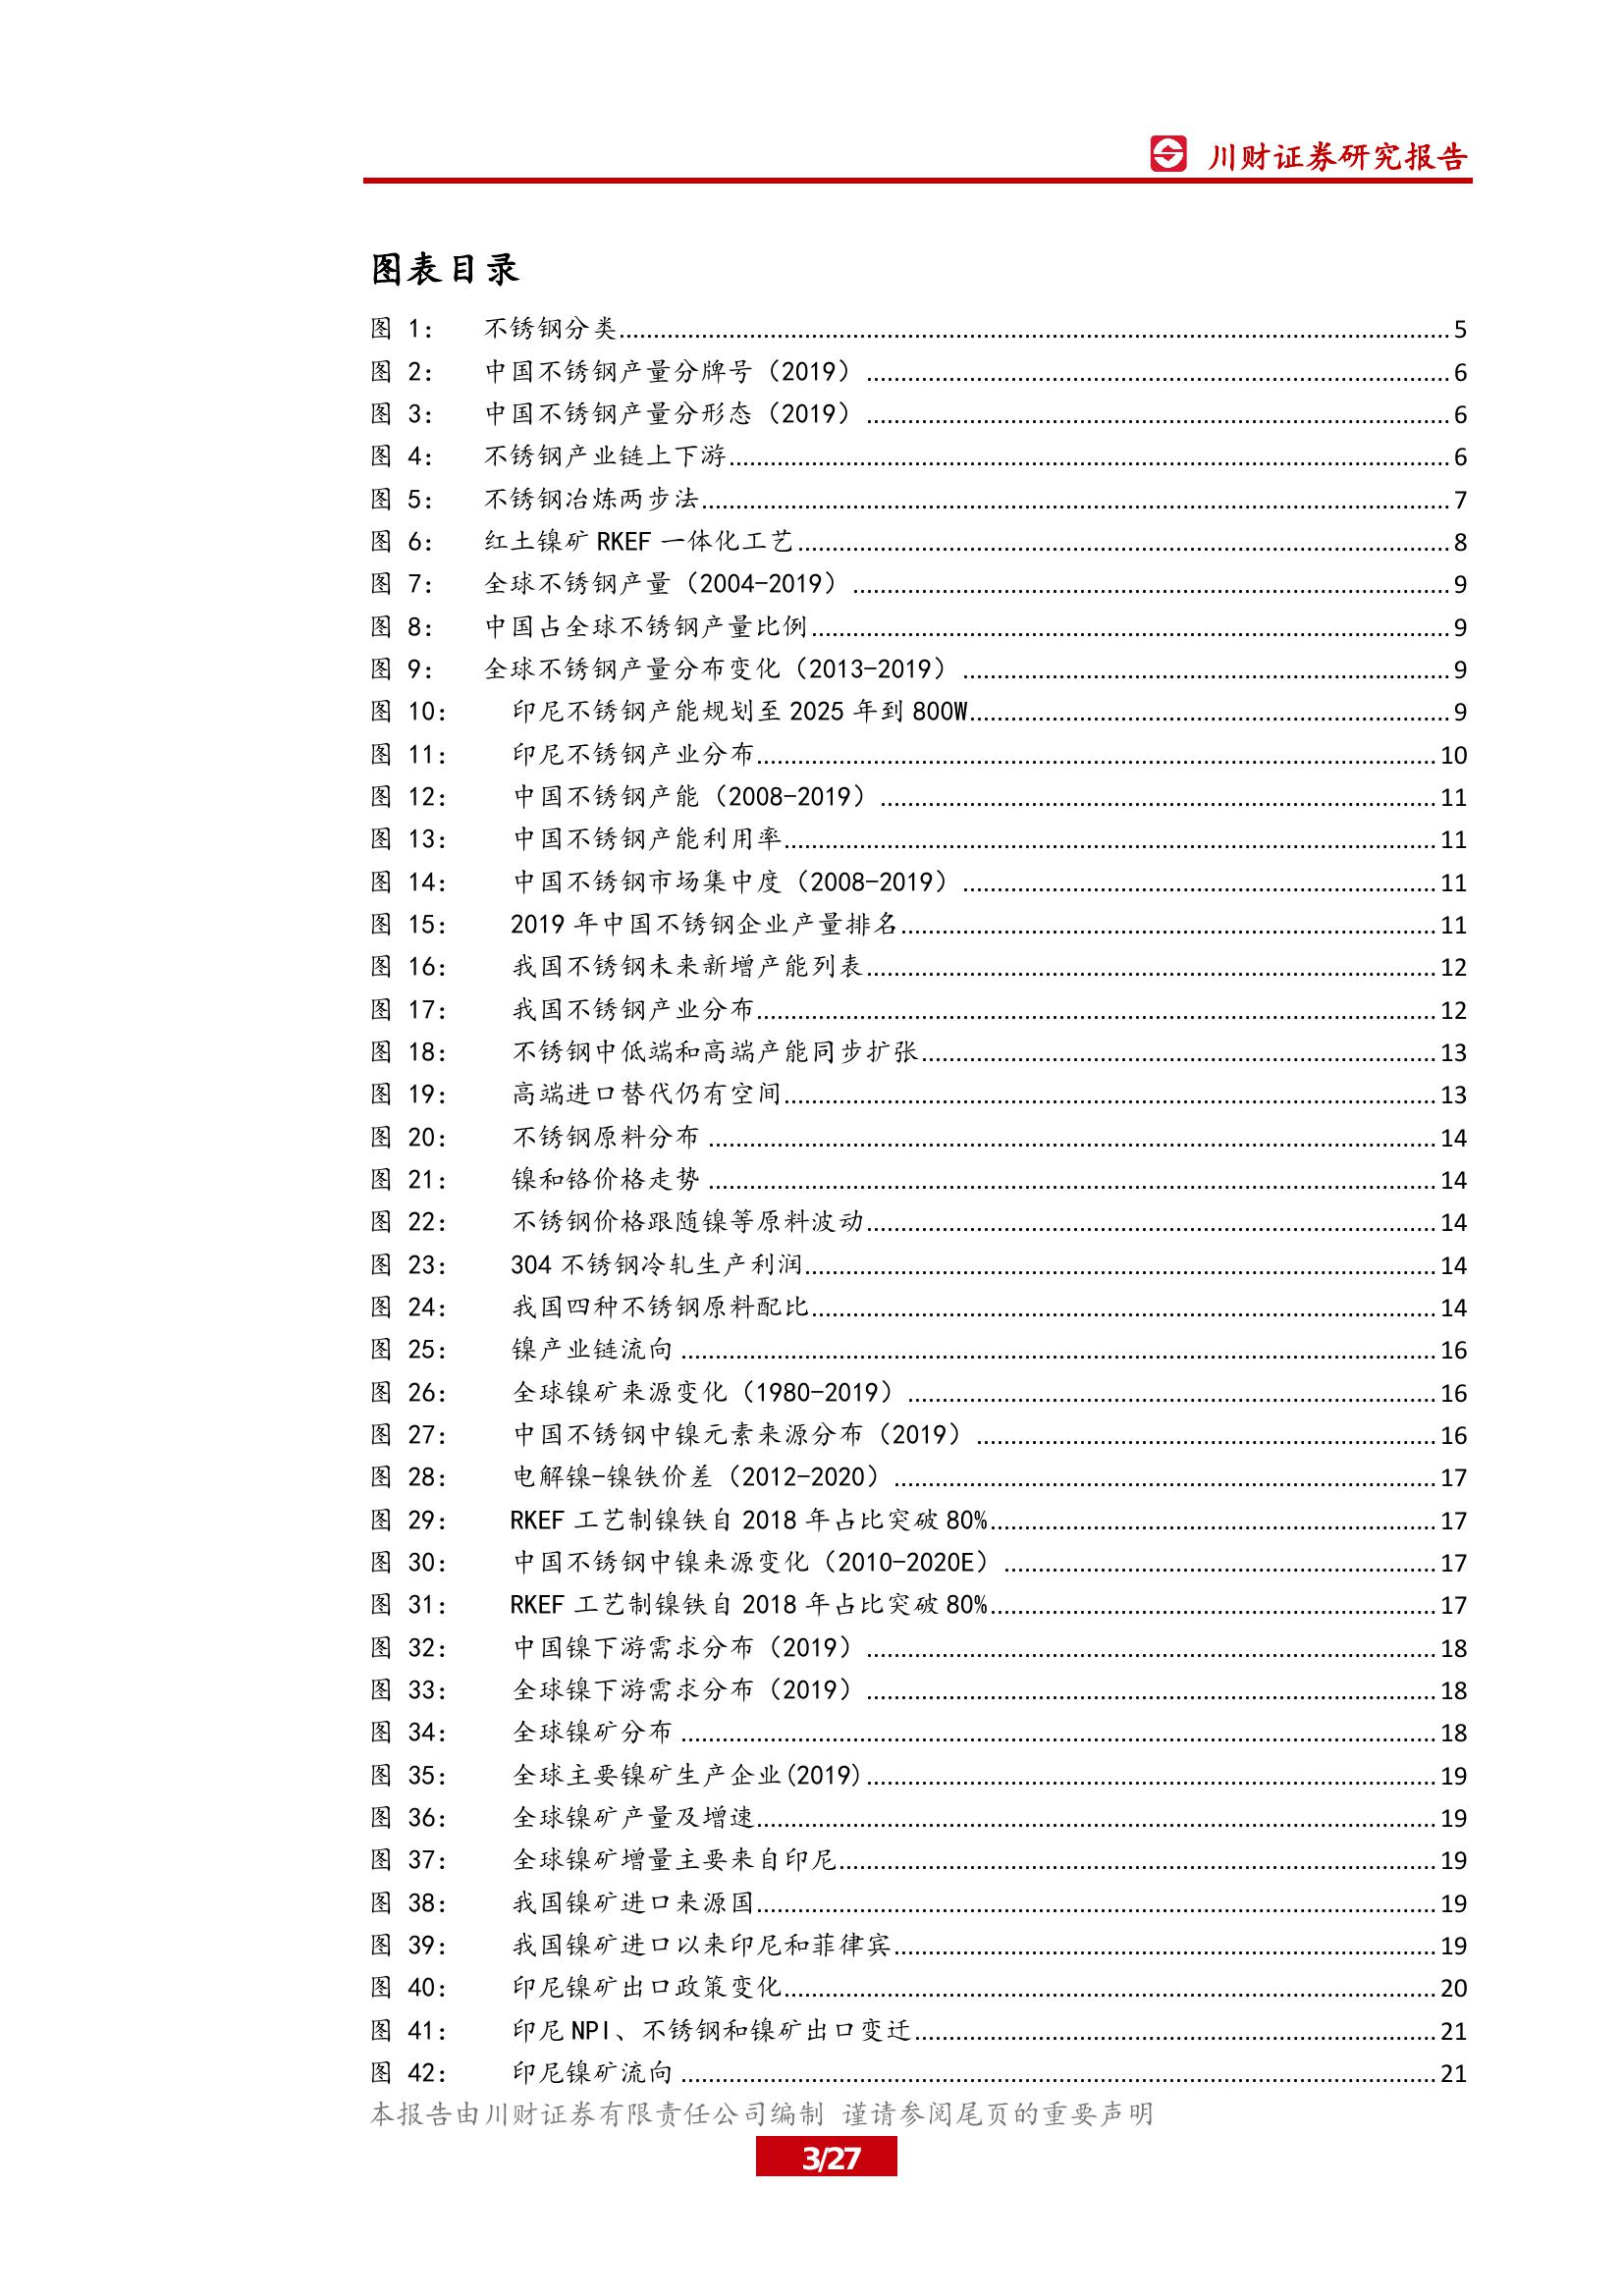 川财证券研究报告
图表目录
图 1： 不锈钢分类 5
图 2： 中国不锈钢产量分牌号（2019） 6
图 3： 中国不锈钢产量分形态（2019） 6
图 4： 不锈钢产业链上下游 6
图 5： 不锈钢冶炼两步法 7
图 6： 红土镍矿 RKEF 一体化工艺 8
图 7： 全球不锈钢产量（2004-2019） 9
图 8： 中国占全球不锈钢产量比例 9
图 9： 全球不锈钢产量分布变化（2013-2019） 9
图 10： 印尼不锈钢产能规划至 2025 年到 800W 9
图 11： 印尼不锈钢产业分布 10
图 12： 中国不锈钢产能（2008-2019） 11
图 13： 中国不锈钢产能利用率 11
图 14： 中国不锈钢市场集中度（2008-2019） 11
图 15： 2019 年中国不锈钢企业产量排名 11
图 16： 我国不锈钢未来新增产能列表 12
图 17： 我国不锈钢产业分布 12
图 18： 不锈钢中低端和高端产能同步扩张 13
图 19： 高端进口替代仍有空间 13
图 20： 不锈钢原料分布 14
图 21： 镍和铬价格走势 14
图 22： 不锈钢价格跟随镍等原料波动 14
图 23： 304 不锈钢冷轧生产利润 14
图 24： 我国四种不锈钢原料配比 14
图 25： 镍产业链流向 16
图 26： 全球镍矿来源变化（1980-2019） 16
图 27： 中国不锈钢中镍元素来源分布（2019） 16
图 28： 电解镍-镍铁价差（2012-2020） 17
图 29： RKEF 工艺制镍铁自 2018 年占比突破 80% 17
图 30： 中国不锈钢中镍来源变化（2010-2020E） 17
图 31： RKEF 工艺制镍铁自 2018 年占比突破 80% 17
图 32： 中国镍下游需求分布（2019） 18
图 33： 全球镍下游需求分布（2019） 18
图 34： 全球镍矿分布 18
图 35： 全球主要镍矿生产企业(2019) 19
图 36： 全球镍矿产量及增速 19
图 37： 全球镍矿增量主要来自印尼 19
图 38： 我国镍矿进口来源国 19
图 39： 我国镍矿进口以来印尼和菲律宾 19
图 40： 印尼镍矿出口政策变化 20
图 41： 印尼 NPI、不锈钢和镍矿出口变迁 21
图 42： 印尼镍矿流向 21
本报告由川财证券有限责任公司编制 谨请参阅尾页的重要声明
3/27